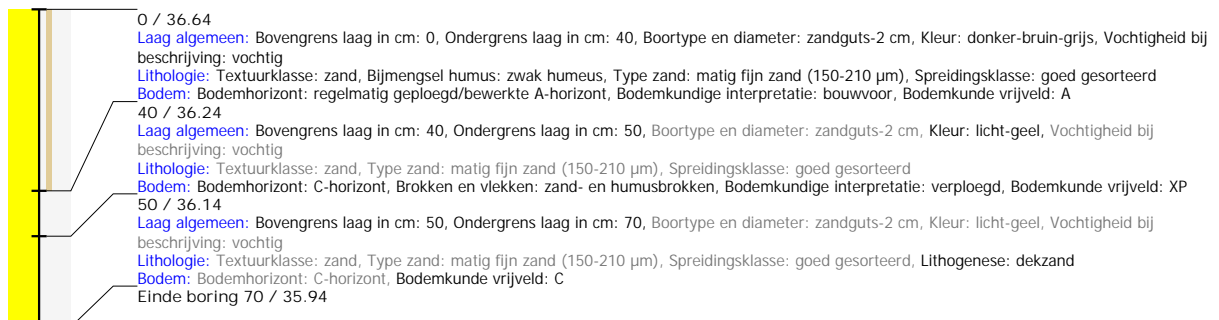 0 / 36.64
Laag algemeen: Bovengrens laag in cm: 0, Ondergrens laag in cm: 40, Boortype en diameter: zandguts-2 cm, Kleur: donker-bruin-grijs, Vochtigheid bij
beschrijving: vochtig
Lithologie: Textuurklasse: zand, Bijmengsel humus: zwak humeus, Type zand: matig fijn zand (150-210 µm), Spreidingsklasse: goed gesorteerd
Bodem: Bodemhorizont: regelmatig geploegd/bewerkte A-horizont, Bodemkundige interpretatie: bouwvoor, Bodemkunde vrijveld: A
40 / 36.24
Laag algemeen: Bovengrens laag in cm: 40, Ondergrens laag in cm: 50, Boortype en diameter: zandguts-2 cm, Kleur: licht-geel, Vochtigheid bij
beschrijving: vochtig
Lithologie: Textuurklasse: zand, Type zand: matig fijn zand (150-210 µm), Spreidingsklasse: goed gesorteerd
Bodem: Bodemhorizont: C-horizont, Brokken en vlekken: zand- en humusbrokken, Bodemkundige interpretatie: verploegd, Bodemkunde vrijveld: XP
50 / 36.14
Laag algemeen: Bovengrens laag in cm: 50, Ondergrens laag in cm: 70, Boortype en diameter: zandguts-2 cm, Kleur: licht-geel, Vochtigheid bij
beschrijving: vochtig
Lithologie: Textuurklasse: zand, Type zand: matig fijn zand (150-210 µm), Spreidingsklasse: goed gesorteerd, Lithogenese: dekzand
Bodem: Bodemhorizont: C-horizont, Bodemkunde vrijveld: C
Einde boring 70 / 35.94